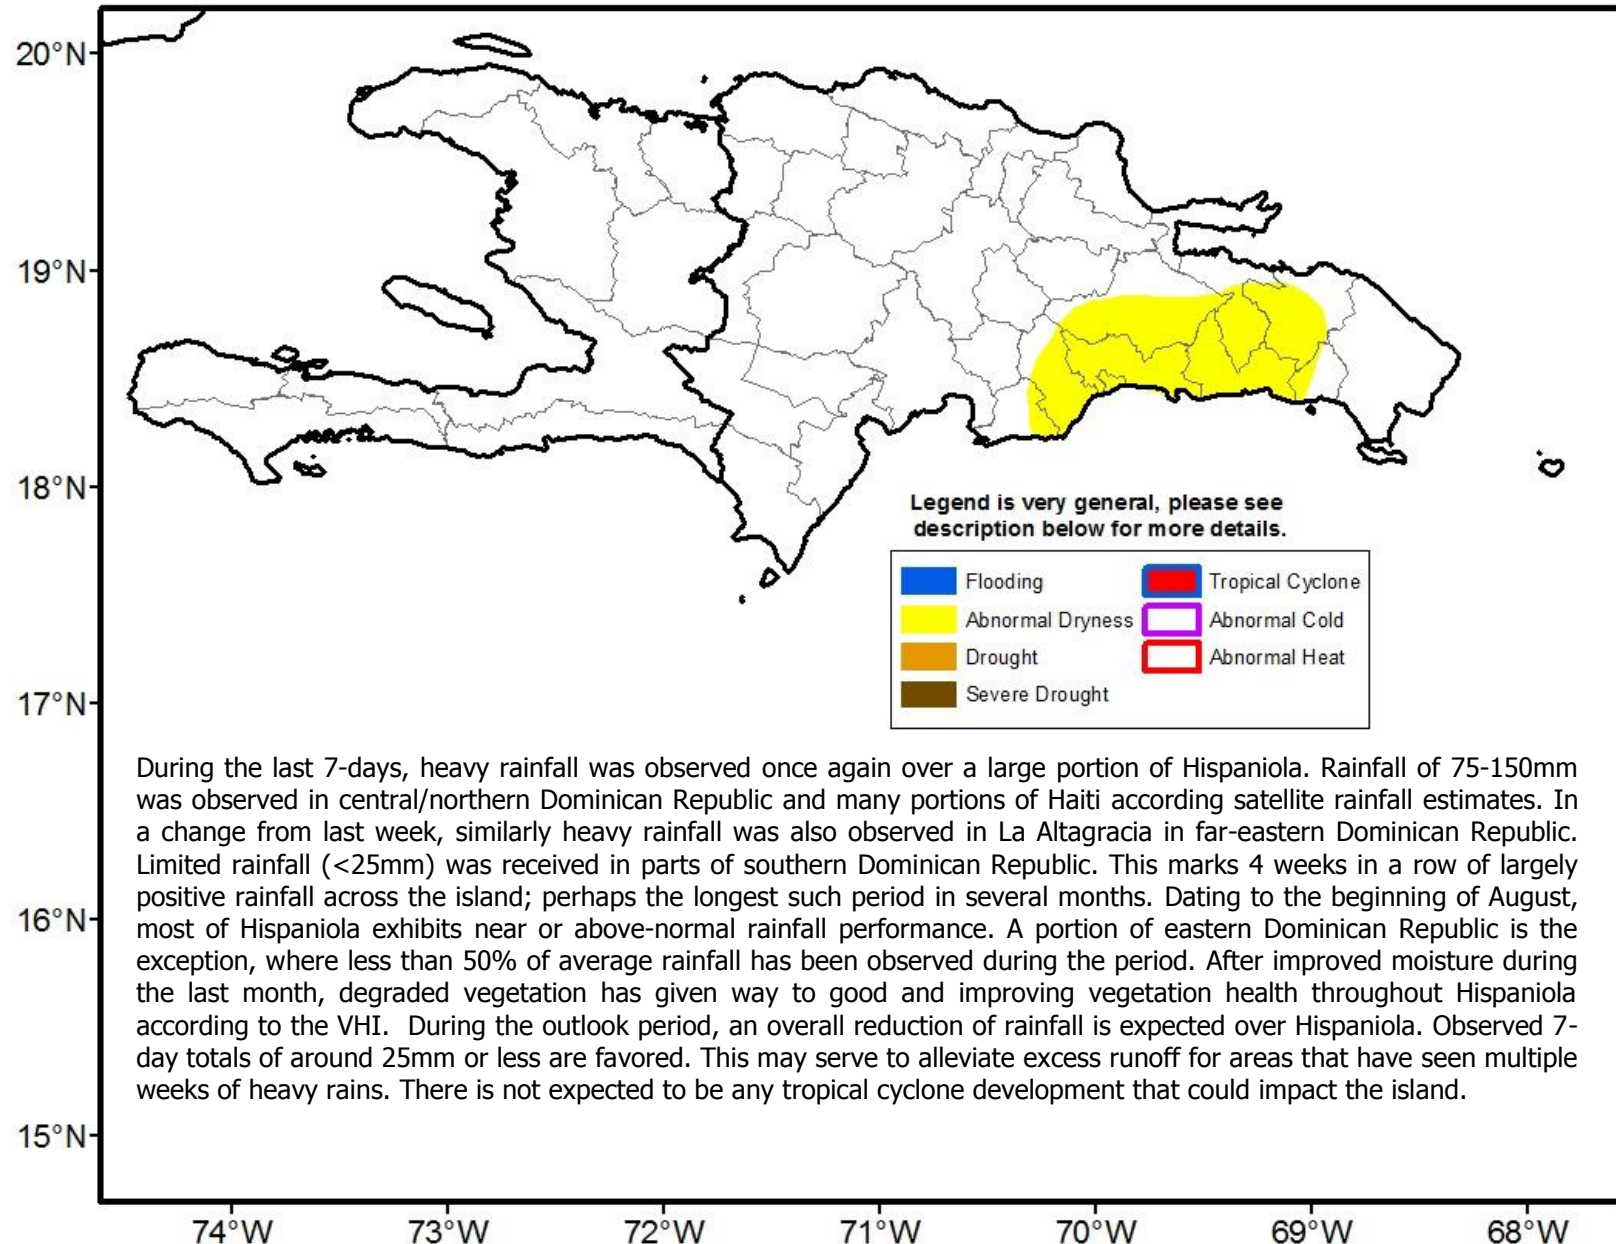 20°N
19°N
18°N
17°N
16°N
15°N
Legend is very general, please see
description below for more details.
Flooding
Tropical Cyclone
Abnormal Dryness
Abnormal Cold
Drought
Abnormal Heat
Severe Drought
During the last 7-days, heavy rainfall was observed once again over a large portion of Hispaniola. Rainfall of 75-150mm
was observed in central/northern Dominican Republic and many portions of Haiti according satellite rainfall estimates. In
a change from last week, similarly heavy rainfall was also observed in La Altagracia in far-eastern Dominican Republic.
Limited rainfall (<25mm) was received in parts of southern Dominican Republic. This marks 4 weeks in a row of largely
positive rainfall across the island; perhaps the longest such period in several months. Dating to the beginning of August,
most of Hispaniola exhibits near or above-normal rainfall performance. A portion of eastern Dominican Republic is the
exception, where less than 50% of average rainfall has been observed during the period. After improved moisture during
the last month, degraded vegetation has given way to good and improving vegetation health throughout Hispaniola
according to the VHI. During the outlook period, an overall reduction of rainfall is expected over Hispaniola. Observed 7-
day totals of around 25mm or less are favored. This may serve to alleviate excess runoff for areas that have seen multiple
weeks of heavy rains. There is not expected to be any tropical cyclone development that could impact the island.
74°W 73°W 72°W 71°W 70°W 69°W 68°W